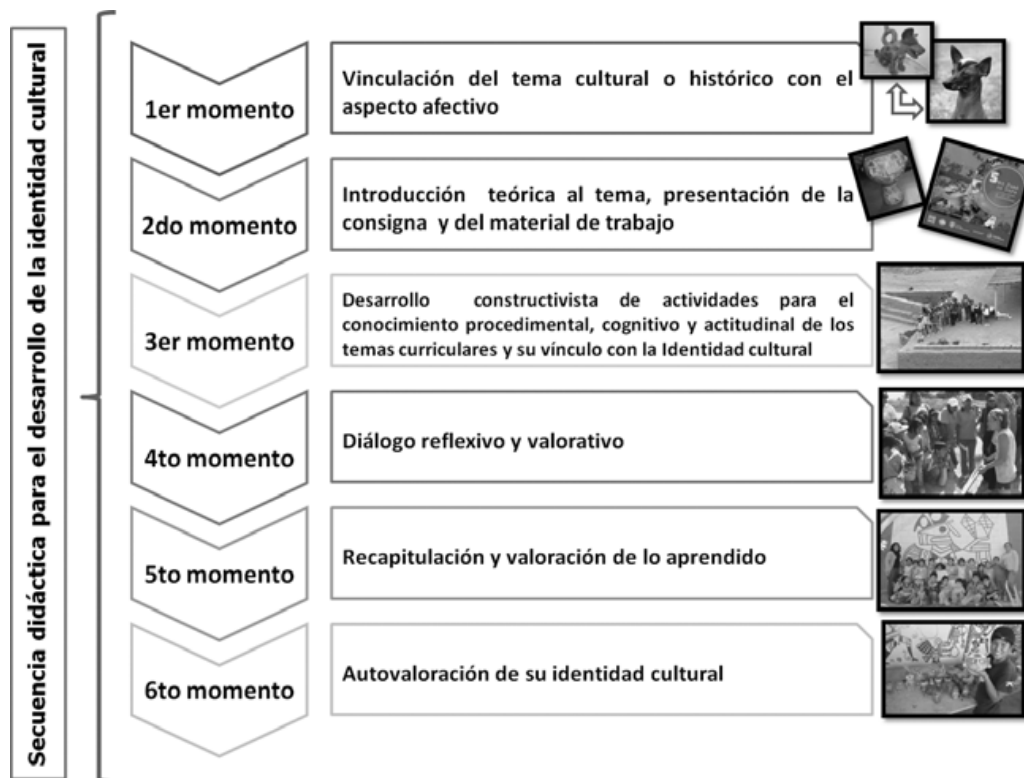 Secuencia didáctica para el desarrollo de la identidad cultural
1er momento
Vinculación del tema cultural o histórico con el
aspecto afectivo
2do momento
Introducción teórica al tema, presentación de la
consigna y del material de trabajo
3er momento
Desarrollo constructivista de actividades para el
conocimiento procedimental, cognitivo y actitudinal de los
temas curriculares y su vínculo con la Identidad cultural
4to momento
Diálogo reflexivo y valorativo
5to momento
Recapitulación y valoración de lo aprendido
6to momento
Autovaloración de su identidad cultural